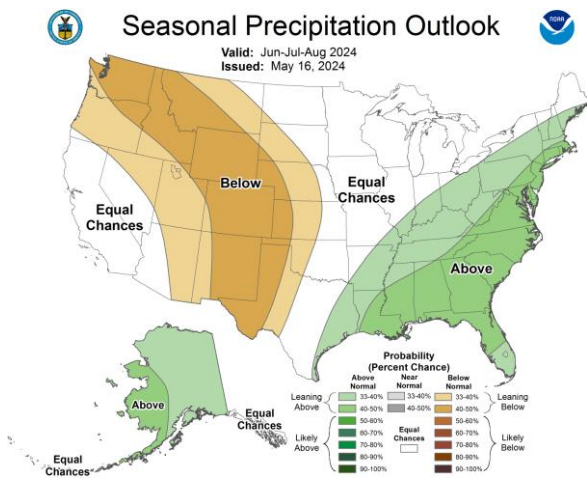 Seasonal Precipitation Outlook
NOAA
Valid: Jun-Jul-Aug 2024
Issued: May 16, 2024
Below
Equal
Chances
Equal
Chances
Above
Above
Equal
Chances
Equal
Chances
Probability
(Percent Chance)
Above Normal
Near Normal
Below Normal
Leaning Above
33-40% 33-40% 33-40%
40-50% 40-50% 40-50%
Leaning Below
Likely Above
50-60% 50-60%
60-70% Equal Chances 60-70%
70-80% 70-80%
80-90% 80-90%
90-100% 90-100%
Likely Below